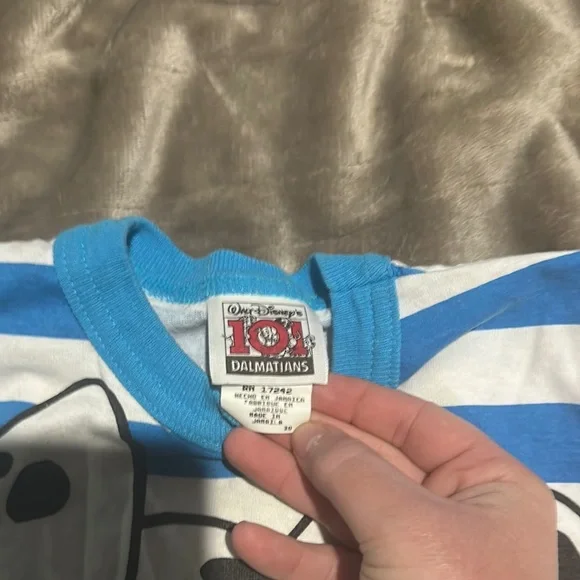 Walt Disney's
101
DALMATIANS
RN 17242
HECHO EN JAMAICA
FABRIQUE EN
JAMAIQUE
MADE IN
JAMAICA